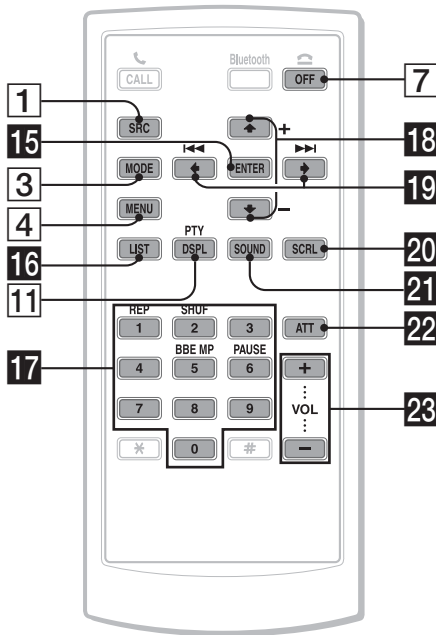 CALL
Bluetooth
OFF
7
1
SRC
+
18
15
MODE
ENTER
19
3
MENU
−
4
PTY
LIST
DSPL
SOUND
SCRL
20
16
11
21
REP
SHUF
1
2
3
ATT
22
BBE MP
PAUSE
17
4
5
6
+
7
8
9
VOL
23
*
0
#
−